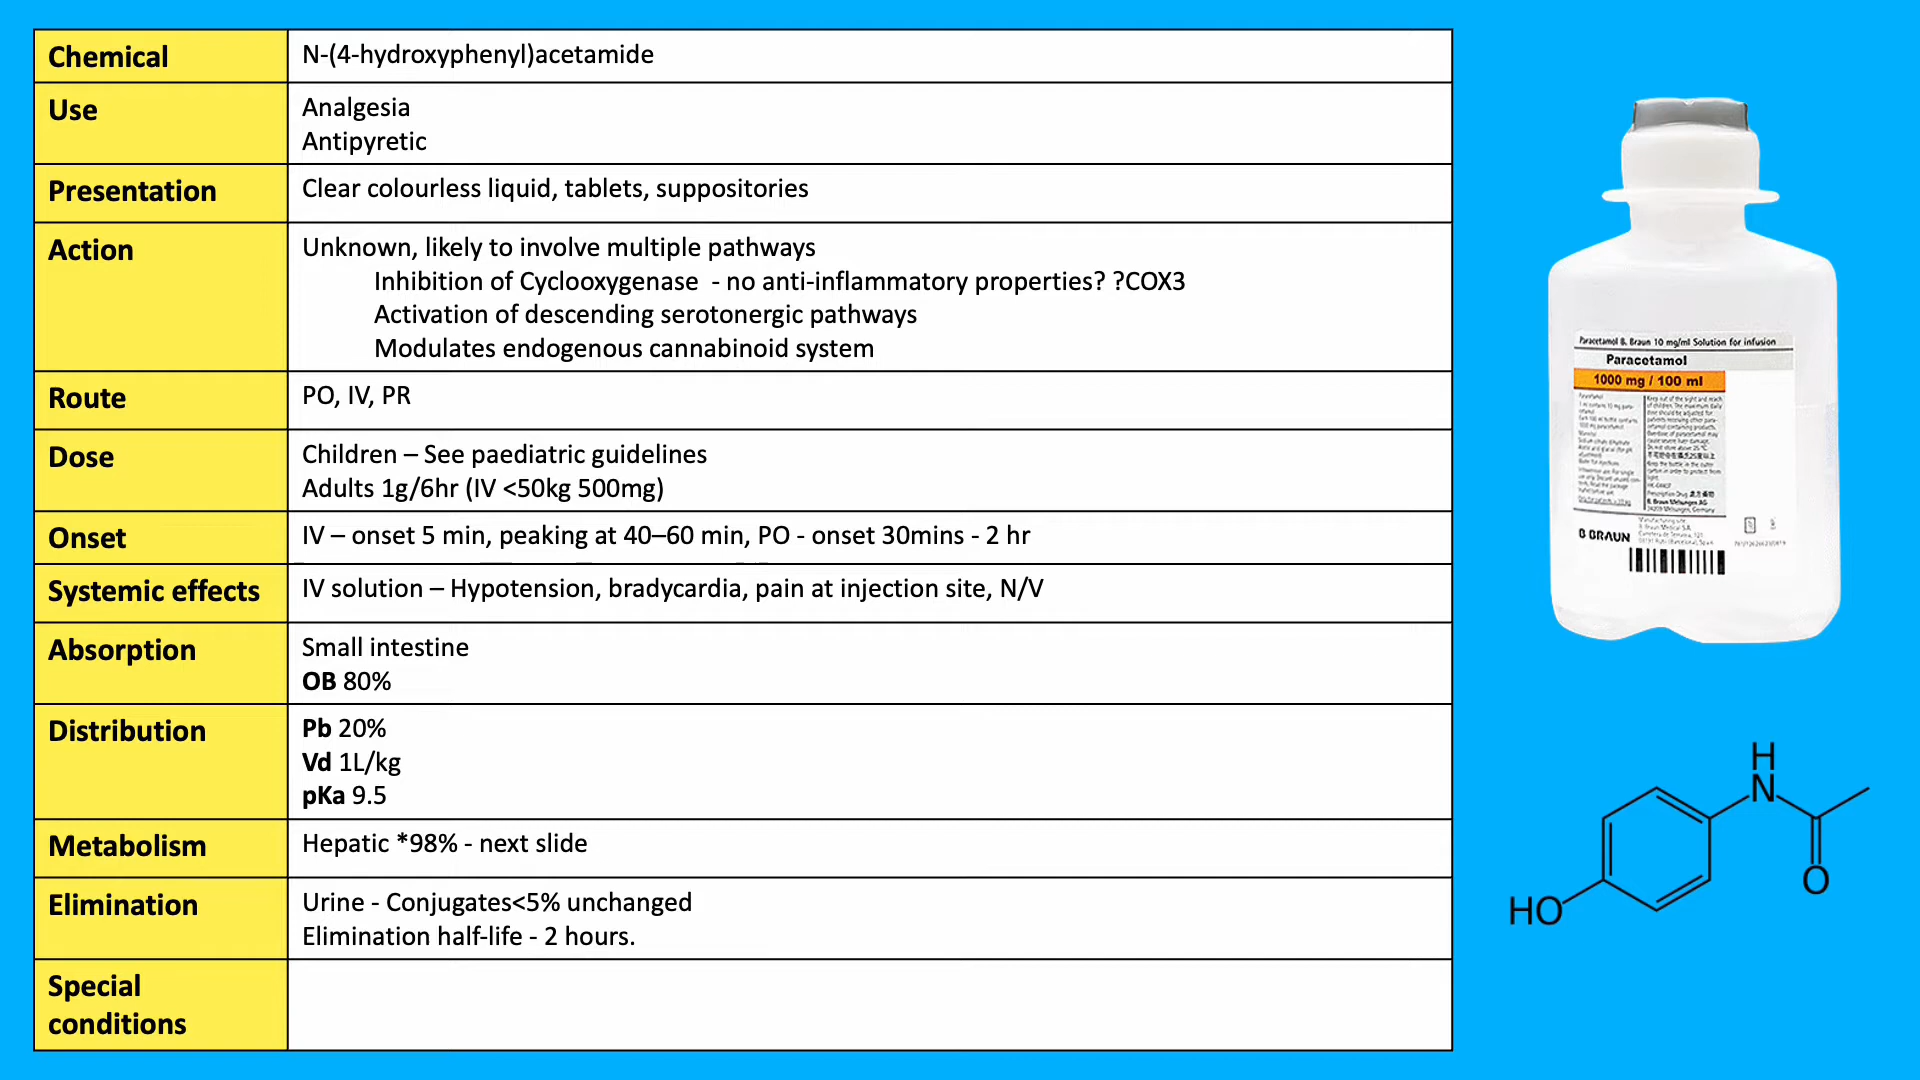 Chemical
N-(4-hydroxyphenyl)acetamide
Use
Analgesia
Antipyretic
Presentation
Clear colourless liquid, tablets, suppositories
Action
Unknown, likely to involve multiple pathways
Inhibition of Cyclooxygenase - no anti-inflammatory properties? ?COX3
Activation of descending serotonergic pathways
Modulates endogenous cannabinoid system
Route
PO, IV, PR
Dose
Children – See paediatric guidelines
Adults 1g/6hr (IV <50kg 500mg)
Onset
IV – onset 5 min, peaking at 40–60 min, PO - onset 30mins - 2 hr
Systemic effects
IV solution – Hypotension, bradycardia, pain at injection site, N/V
Absorption
Small intestine
OB 80%
Distribution
Pb 20%
Vd 1L/kg
pKa 9.5
Metabolism
Hepatic *98% - next slide
Elimination
Urine - Conjugates<5% unchanged
Elimination half-life - 2 hours.
Special
conditions
Paracetamol B. Braun 10 mg/ml Solution for infusion
Paracetamol
1000 mg / 100 ml
B BRAUN
H
N
O
HO